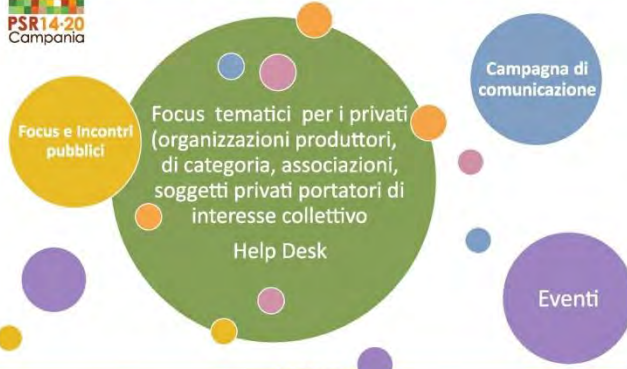 PSR14-20
Campania
Focus e incontri
pubblici
Focus tematici per i privati
(organizzazioni produttori,
di categoria, associazioni,
soggetti privati portatori di
interesse collettivo
Help Desk
Campagna di
comunicazione
Eventi